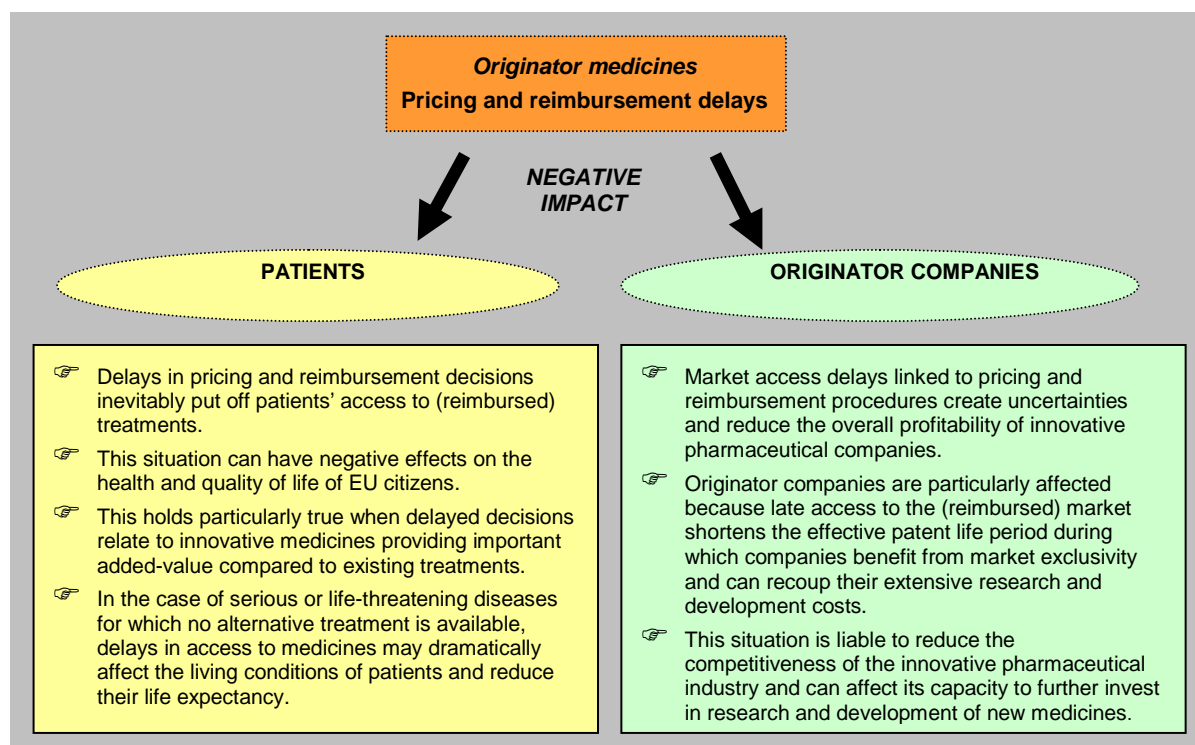 Originator medicines
Pricing and reimbursement delays
NEGATIVE
IMPACT
PATIENTS
ORIGINATOR COMPANIES
Delays in pricing and reimbursement decisions
inevitably put off patients' access to (reimbursed)
treatments.
This situation can have negative effects on the
health and quality of life of EU citizens.
This holds particularly true when delayed decisions
relate to innovative medicines providing important
added-value compared to existing treatments.
In the case of serious or life-threatening diseases
for which no alternative treatment is available,
delays in access to medicines may dramatically
affect the living conditions of patients and reduce
their life expectancy.
Market access delays linked to pricing and
reimbursement procedures create uncertainties
and reduce the overall profitability of innovative
pharmaceutical companies.
Originator companies are particularly affected
because late access to the (reimbursed) market
shortens the effective patent life period during
which companies benefit from market exclusivity
and can recoup their extensive research and
development costs.
This situation is liable to reduce the
competitiveness of the innovative pharmaceutical
industry and can affect its capacity to further invest
in research and development of new medicines.